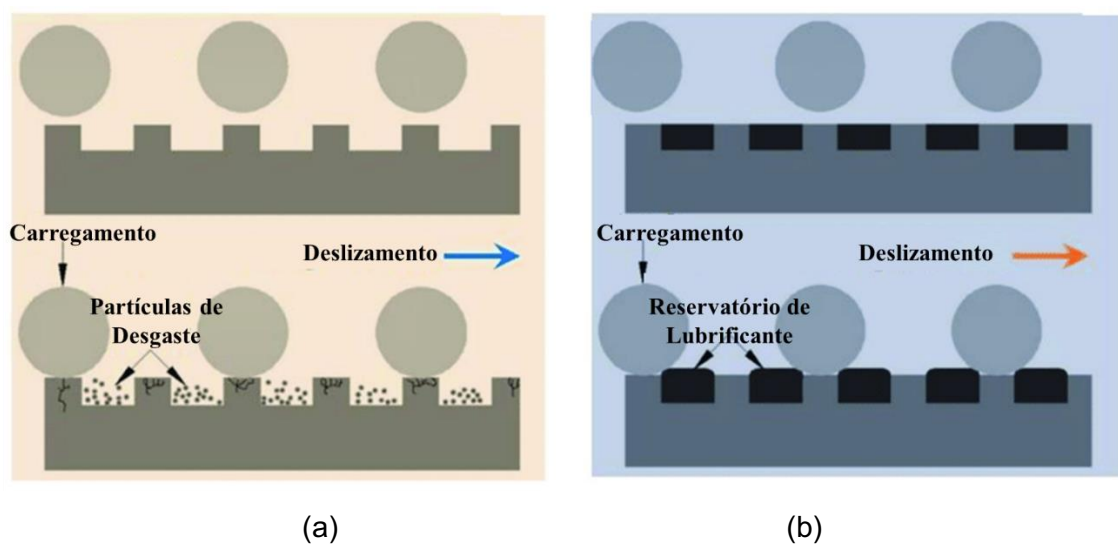 Carregamento
Deslizamento
Partículas de
Desgaste
Carregamento
Deslizamento
Reservatório de
Lubrificante
(a)
(b)